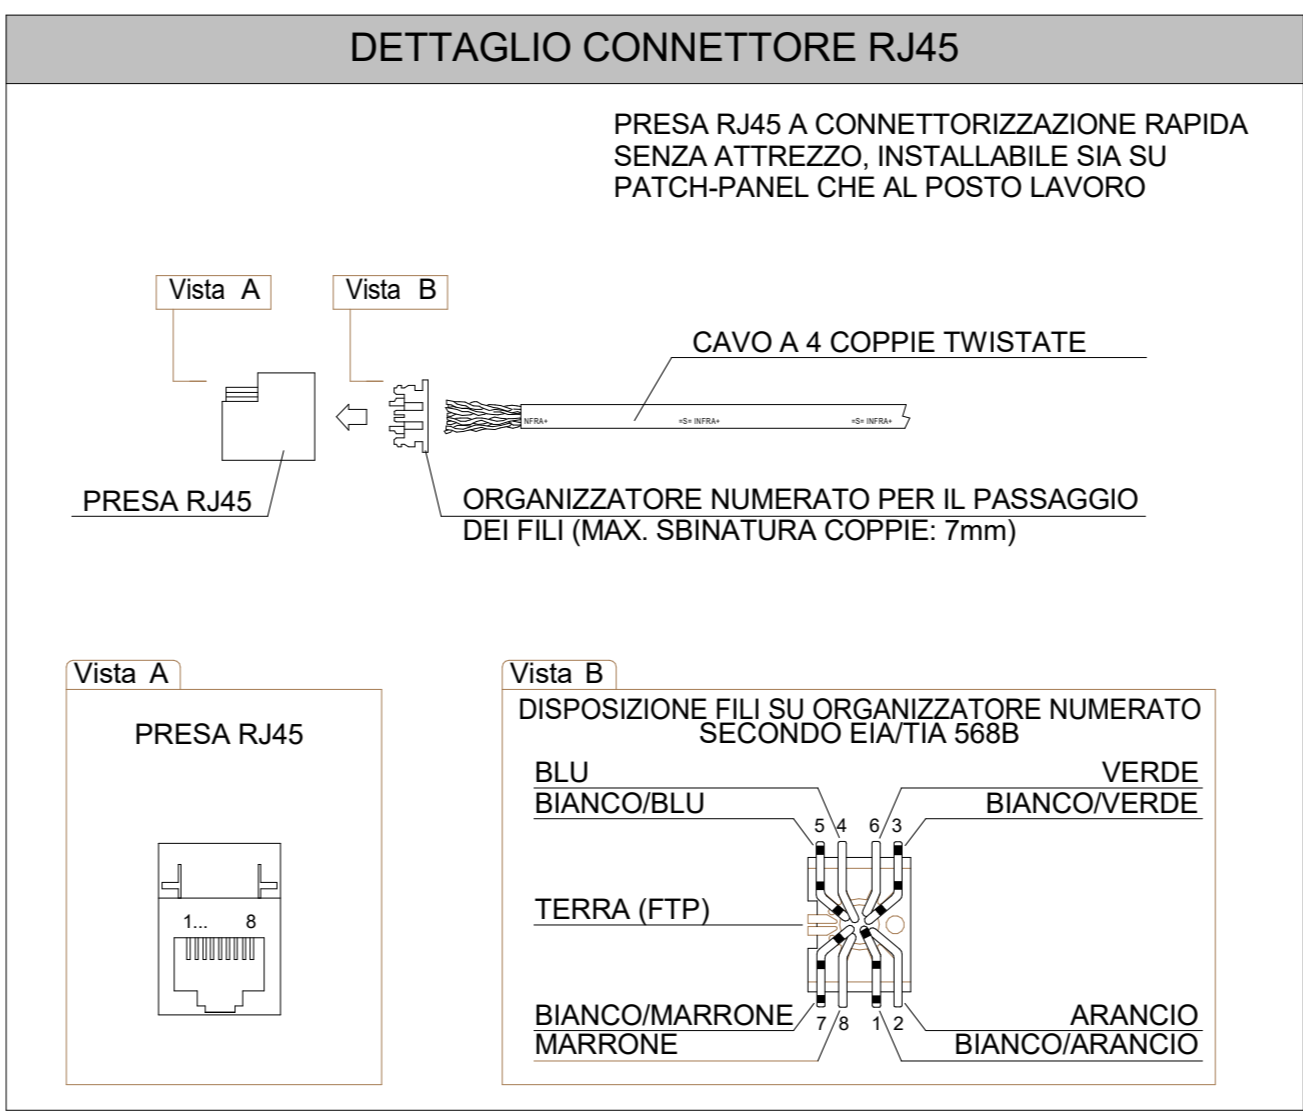 DETTAGLIO CONNETTORE RJ45
PRESA RJ45 A CONNETTORIZZAZIONE RAPIDA
SENZA ATTREZZO, INSTALLABILE SIA SU
PATCH-PANEL CHE AL POSTO LAVORO
Vista A
Vista B
CAVO A 4 COPPIE TWISTATE
NFRA+ =S= INFRA+ =S= INFRA+
PRESA RJ45
ORGANIZZATORE NUMERATO PER IL PASSAGGIO
DEI FILI (MAX. SBINATURA COPPIE: 7mm)
Vista A
PRESA RJ45
1... 8
Vista B
DISPOSIZIONE FILI SU ORGANIZZATORE NUMERATO
SECONDO EIA/TIA 568B
BLU
VERDE
BIANCO/BLU
BIANCO/VERDE
5 4 6 3
TERRA (FTP)
BIANCO/MARRONE
7 8 1 2
ARANCIO
MARRONE
BIANCO/ARANCIO